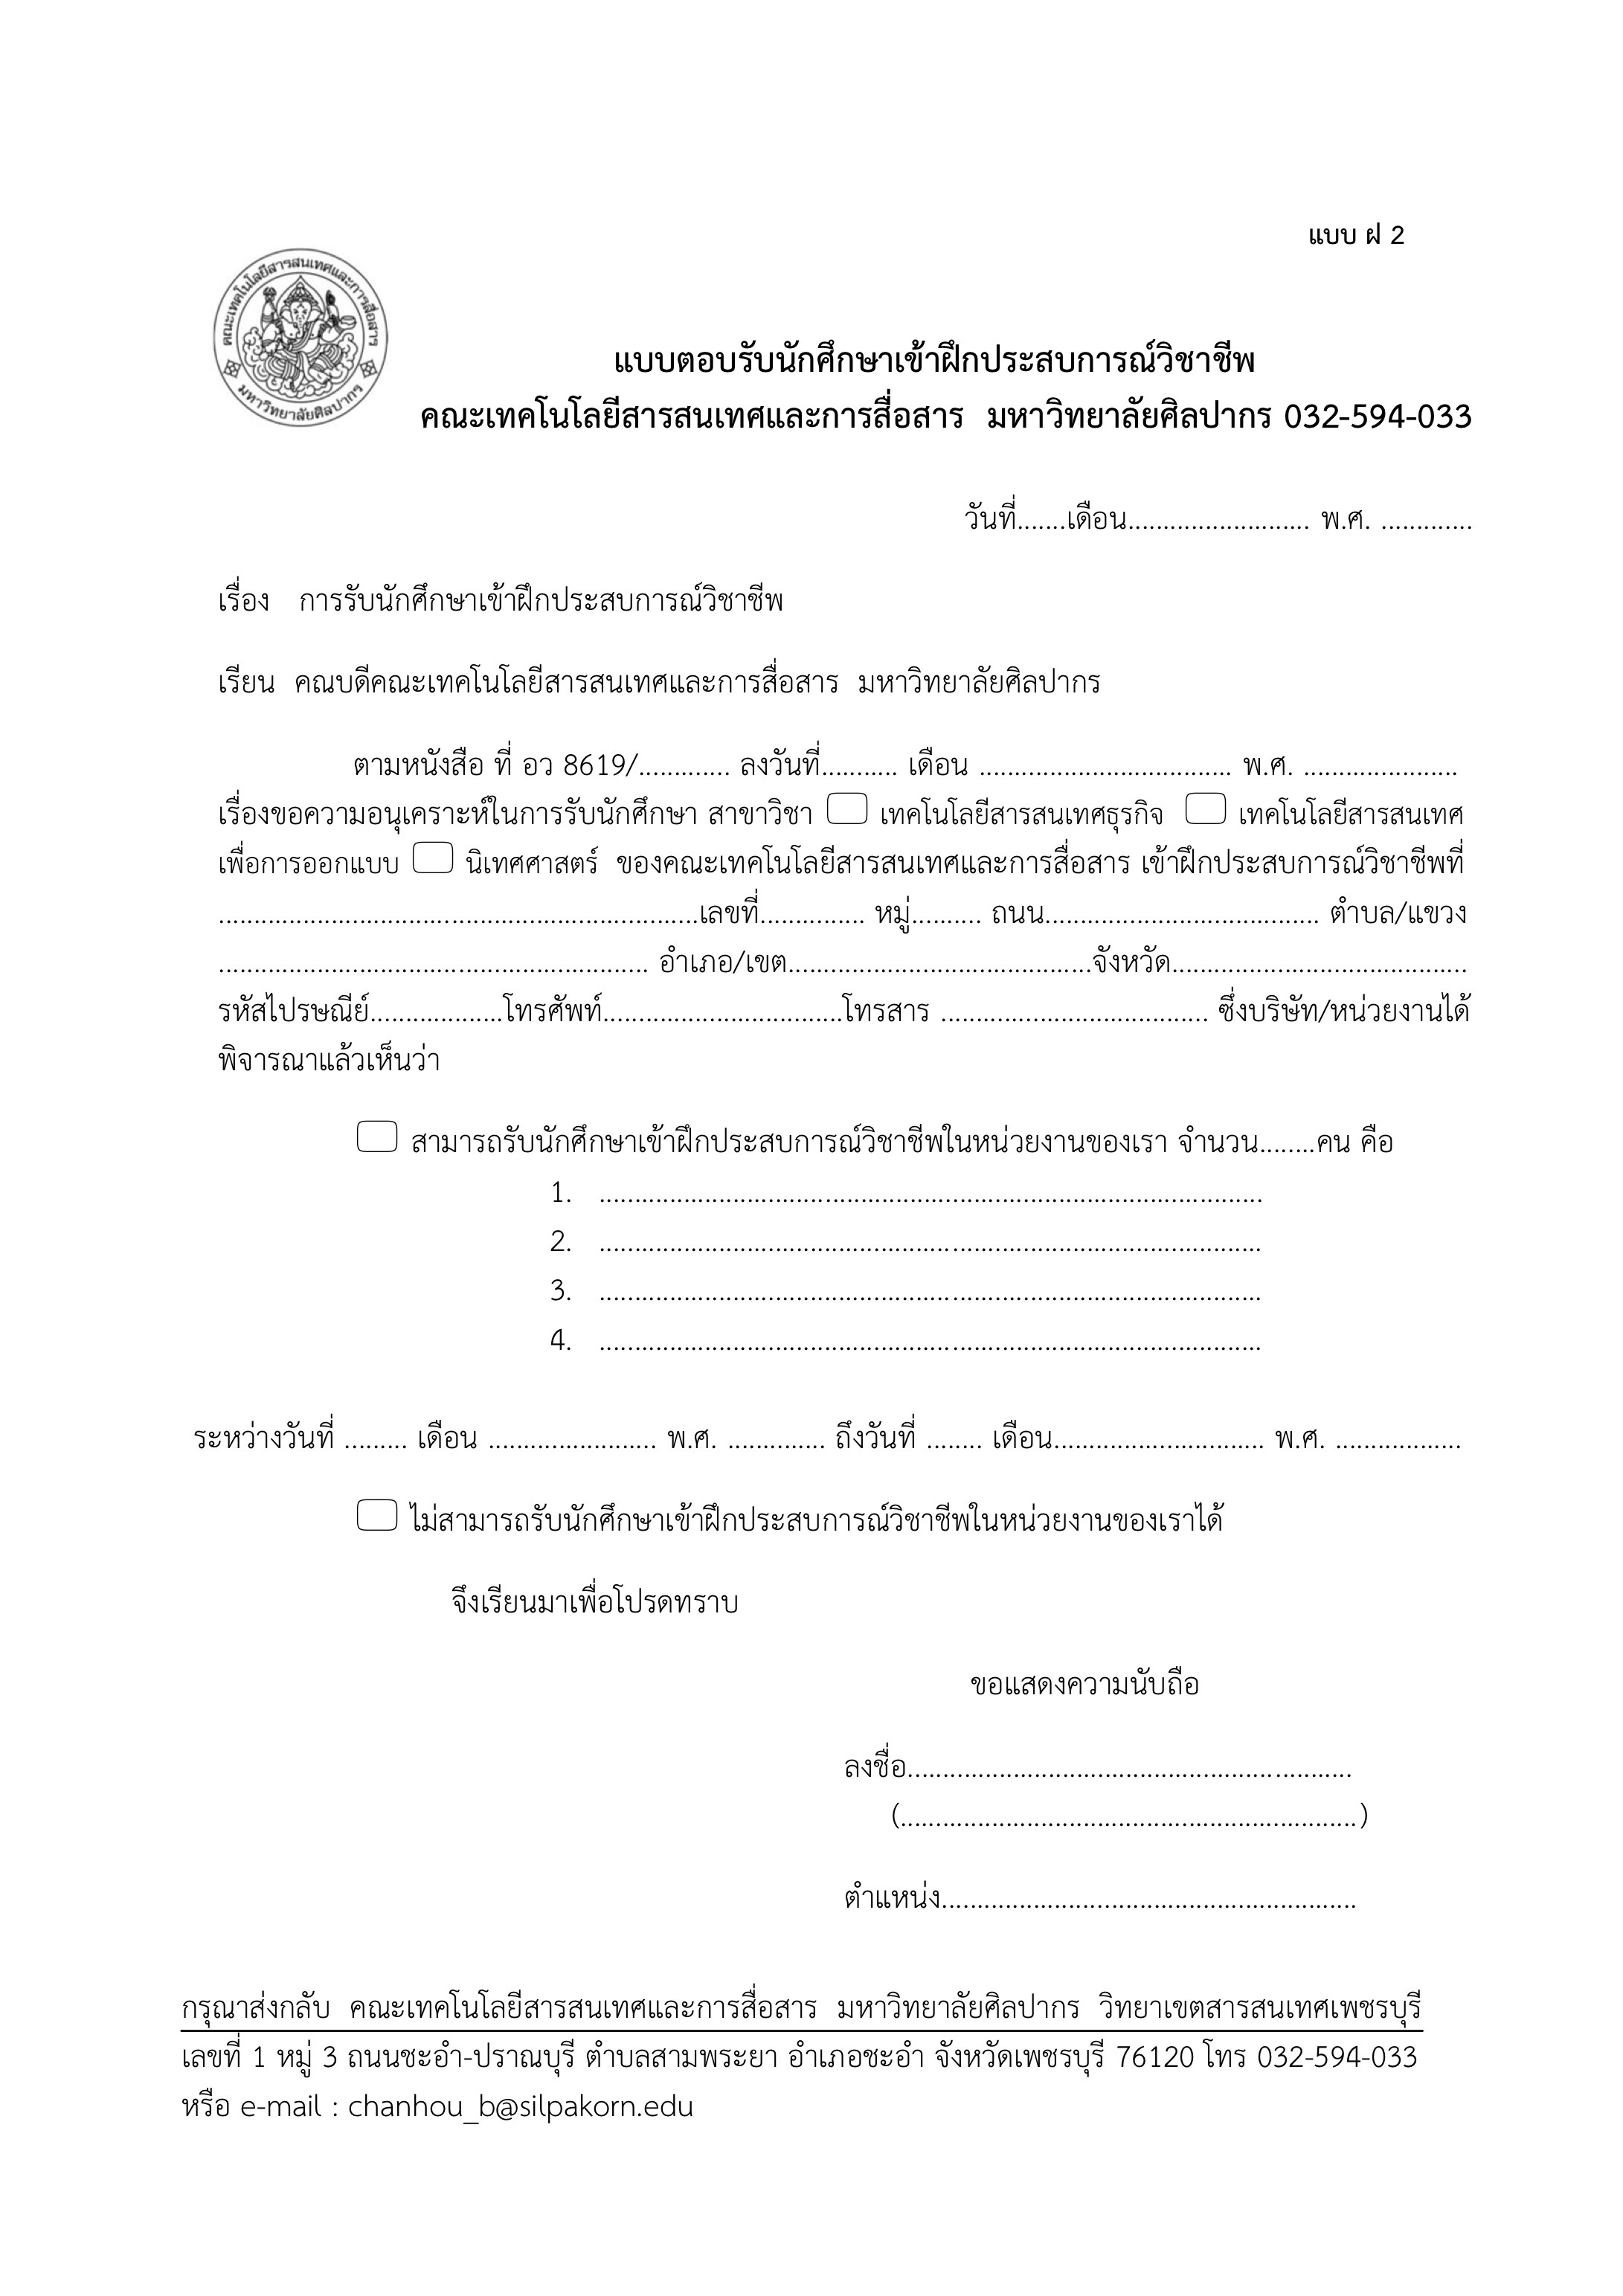 แบบ ฝ 2
คณะเทคโนโลยีสารสนเทศและการสื่อสาร
มหาวิทยาลัยศิลปากร
แบบตอบรับนักศึกษาเข้าฝึกประสบการณ์วิชาชีพ
คณะเทคโนโลยีสารสนเทศและการสื่อสาร มหาวิทยาลัยศิลปากร 032-594-033
วันที่.......เดือน.......................... พ.ศ. .............
เรื่อง การรับนักศึกษาเข้าฝึกประสบการณ์วิชาชีพ
เรียน คณบดีคณะเทคโนโลยีสารสนเทศและการสื่อสาร มหาวิทยาลัยศิลปากร
ตามหนังสือ ที่ อว 8619/............. ลงวันที่........... เดือน .................................... พ.ศ. ......................
เรื่องขอความอนุเคราะห์ในการรับนักศึกษา สาขาวิชา เทคโนโลยีสารสนเทศธุรกิจ เทคโนโลยีสารสนเทศ
เพื่อการออกแบบ นิเทศศาสตร์ ของคณะเทคโนโลยีสารสนเทศและการสื่อสาร เข้าฝึกประสบการณ์วิชาชีพที่
....................................................................เลขที่............... หมู่.......... ถนน....................................... ตำบล/แขวง
............................................................. อำเภอ/เขต...........................................จังหวัด..........................................
รหัสไปรษณีย์...................โทรศัพท์..................................โทรสาร ...................................... ซึ่งบริษัท/หน่วยงานได้
พิจารณาแล้วเห็นว่า
สามารถรับนักศึกษาเข้าฝึกประสบการณ์วิชาชีพในหน่วยงานของเรา จำนวน........คน คือ
1. ..............................................................................................
2. ..............................................................................................
3. ..............................................................................................
4. ..............................................................................................
ระหว่างวันที่ ......... เดือน ........................ พ.ศ. .............. ถึงวันที่ ........ เดือน.............................. พ.ศ. ..................
ไม่สามารถรับนักศึกษาเข้าฝึกประสบการณ์วิชาชีพในหน่วยงานของเราได้
จึงเรียนมาเพื่อโปรดทราบ
ขอแสดงความนับถือ
ลงชื่อ...............................................................
(.................................................................)
ตำแหน่ง...........................................................
กรุณาส่งกลับ คณะเทคโนโลยีสารสนเทศและการสื่อสาร มหาวิทยาลัยศิลปากร วิทยาเขตสารสนเทศเพชรบุรี
เลขที่ 1 หมู่ 3 ถนนชะอำ-ปราณบุรี ตำบลสามพระยา อำเภอชะอำ จังหวัดเพชรบุรี 76120 โทร 032-594-033
หรือ e-mail : chanhou_b@silpakorn.edu